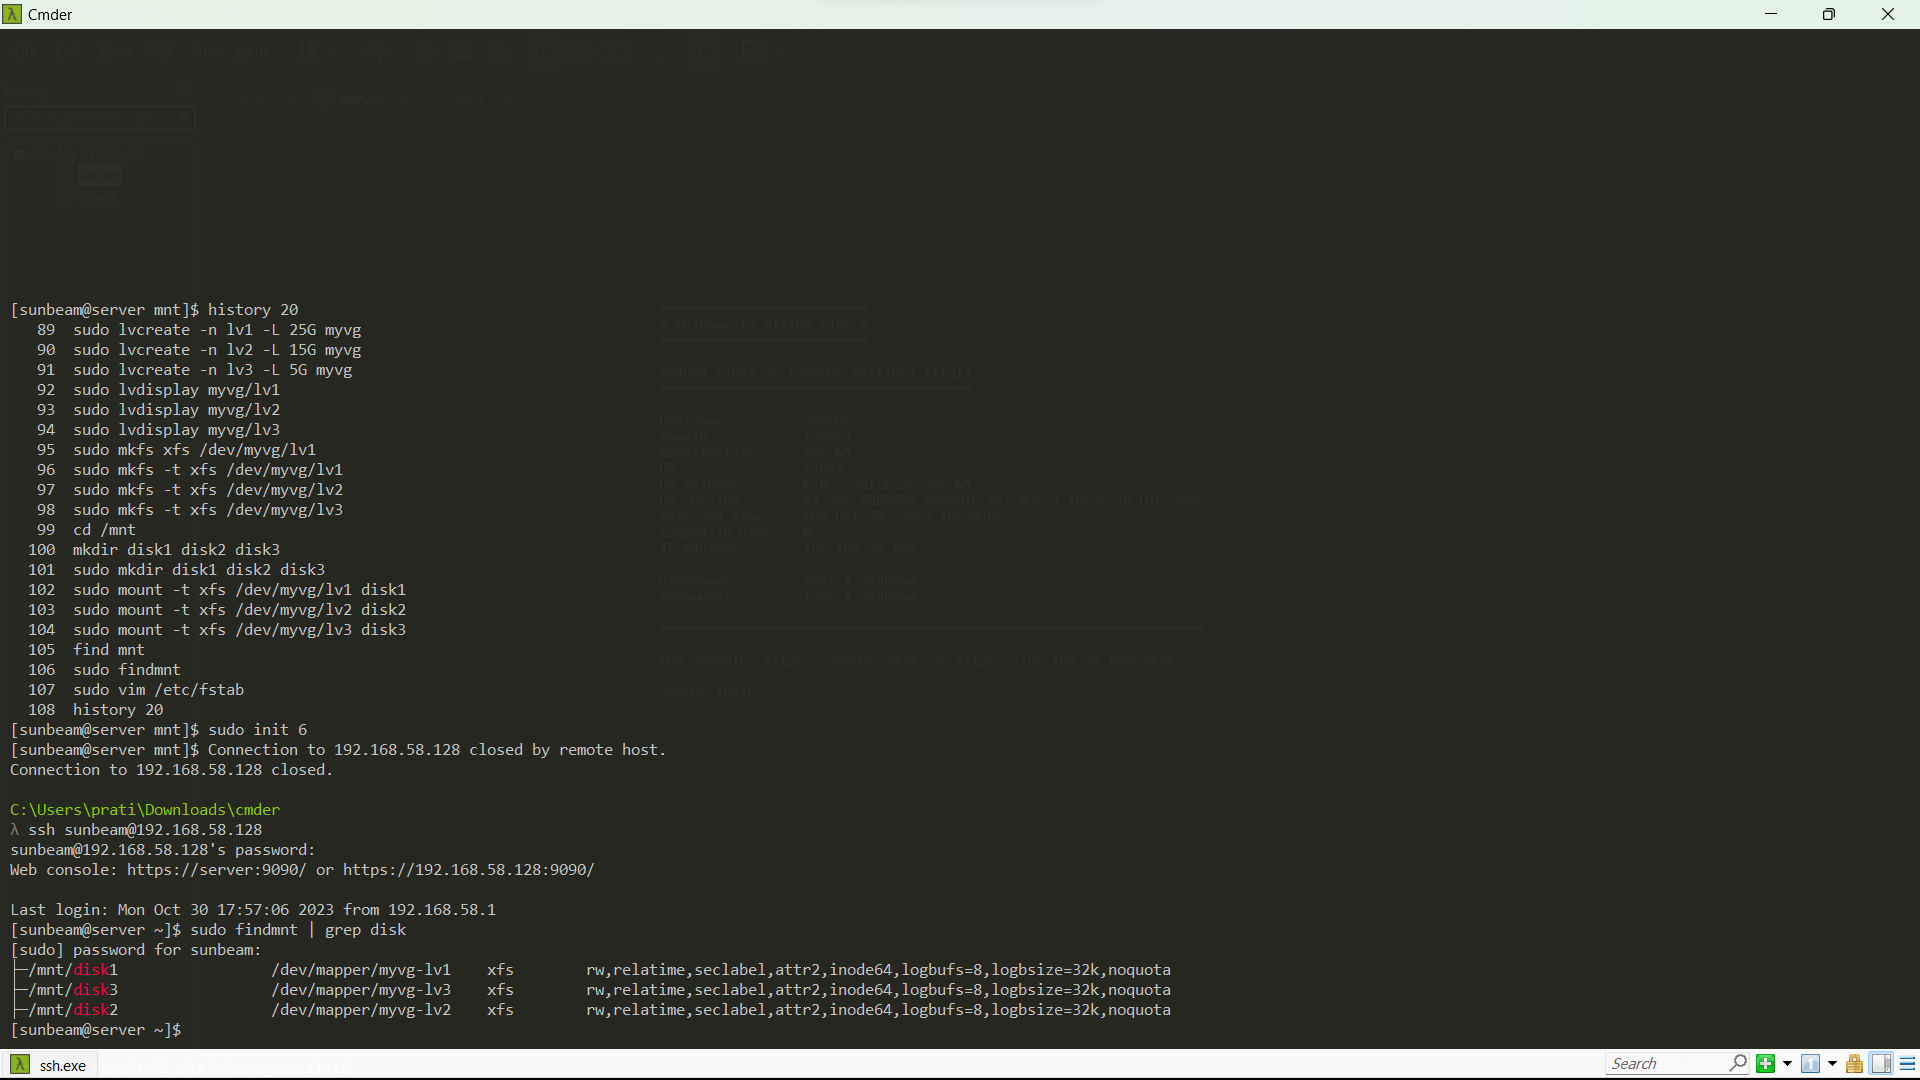 Cmder
File Edit View VM Tabs Help
Library
server
My Computer
server
client
[sunbeam@server mnt]$ history 20
89 sudo lvcreate -n lv1 -L 25G myvg
90 sudo lvcreate -n lv2 -L 15G myvg
91 sudo lvcreate -n lv3 -L 5G myvg
92 sudo lvdisplay myvg/lv1
93 sudo lvdisplay myvg/lv2
94 sudo lvdisplay myvg/lv3
95 sudo mkfs xfs /dev/myvg/lv1
96 sudo mkfs -t xfs /dev/myvg/lv1
97 sudo mkfs -t xfs /dev/myvg/lv2
98 sudo mkfs -t xfs /dev/myvg/lv3
99 cd /mnt
100 mkdir disk1 disk2 disk3
101 sudo mkdir disk1 disk2 disk3
102 sudo mount -t xfs /dev/myvg/lv1 disk1
103 sudo mount -t xfs /dev/myvg/lv2 disk2
104 sudo mount -t xfs /dev/myvg/lv3 disk3
105 find mnt
106 sudo findmnt
107 sudo vim /etc/fstab
108 history 20
[sunbeam@server mnt]$ sudo init 6
[sunbeam@server mnt]$ Connection to 192.168.58.128 closed by remote host.
Connection to 192.168.58.128 closed.
C:\Users\prati\Downloads\cmder
λ ssh sunbeam@192.168.58.128
sunbeam@192.168.58.128's password:
Web console: https://server:9090/ or https://192.168.58.128:9090/
Last login: Mon Oct 30 17:57:06 2023 from 192.168.58.1
[sunbeam@server ~]$ sudo findmnt | grep disk
[sudo] password for sunbeam:
├─/mnt/disk1 /dev/mapper/myvg-lv1 xfs rw,relatime,seclabel,attr2,inode64,logbufs=8,logbsize=32k,noquota
├─/mnt/disk3 /dev/mapper/myvg-lv3 xfs rw,relatime,seclabel,attr2,inode64,logbufs=8,logbsize=32k,noquota
├─/mnt/disk2 /dev/mapper/myvg-lv2 xfs rw,relatime,seclabel,attr2,inode64,logbufs=8,logbsize=32k,noquota
[sunbeam@server ~]$
ssh.exe
Search